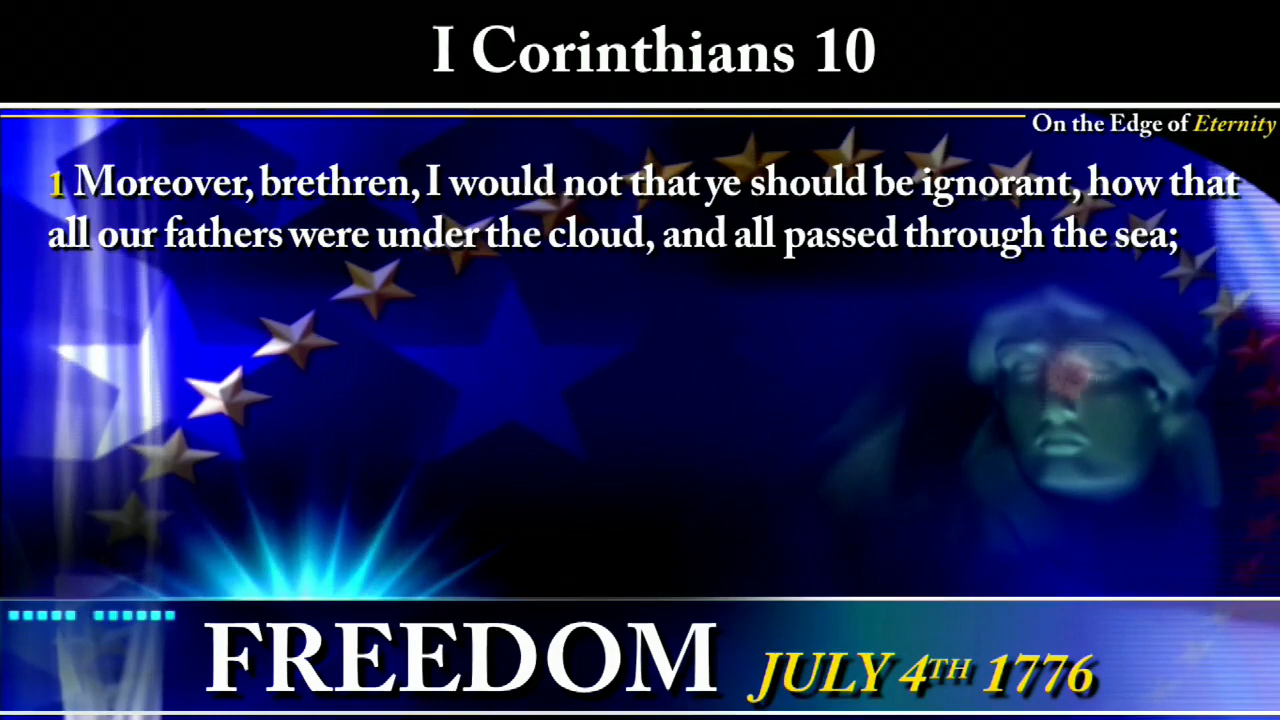 I Corinthians 10
On the Edge of Eternity
1 Moreover, brethren, I would not that ye should be ignorant, how that
all our fathers were under the cloud, and all passed through the sea;
FREEDOM JULY 4TH 1776